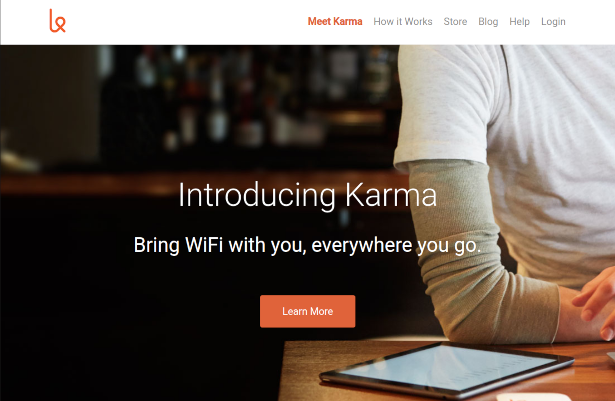 Meet Karma How it Works Store Blog Help Login
Introducing Karma
Bring WiFi with you, everywhere you go.
Learn More